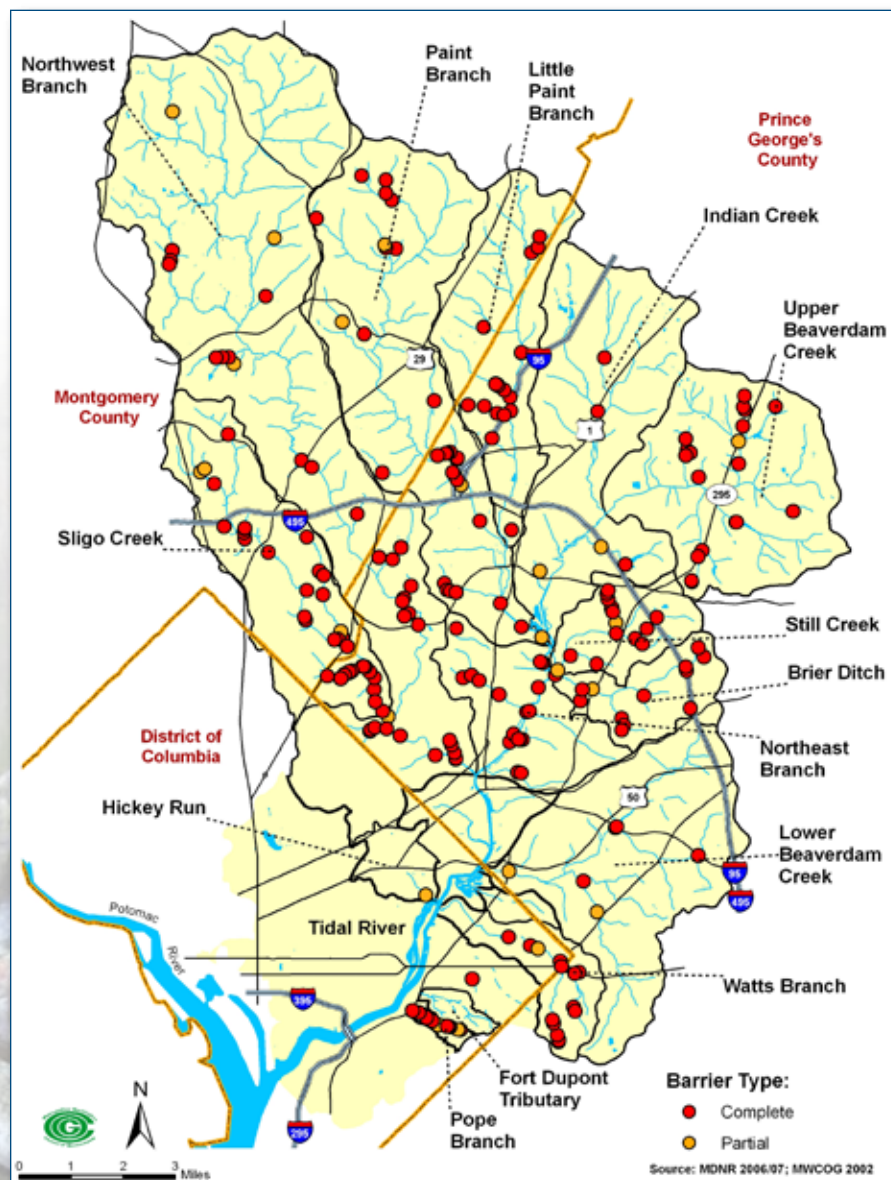 Northwest
Branch
Paint
Branch
Little
Paint
Branch
Prince
George's
County
Indian Creek
Upper
Beaverdam
Creek
29
95
1
Montgomery
County
295
495
Sligo Creek
Still Creek
Brier Ditch
District of
Columbia
Northeast
Branch
Hickey Run
50
Lower
Beaverdam
Creek
95
495
Potomac
River
Tidal River
Watts Branch
395
Fort Dupont
Tributary
Pope
Branch
295
N
Barrier Type:
Complete
Partial
0 1 2 3
Miles
Source: MDNR 2006/07; MWCOG 2002